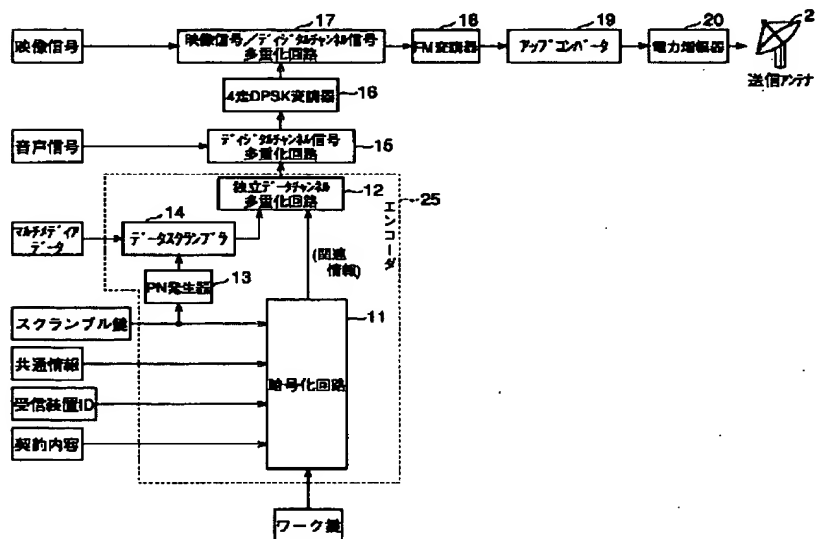 映像信号
17
映像信号/ディジタルチャンネル信号
多重化回路
18
FM変調器
19
アップコンバータ
20
電力増幅器
2
送信アンテナ
4相DPSK変調器
16
音声信号
ディジタルチャンネル信号
多重化回路
15
独立データチャンネル
多重化回路
12
エンコーダ
25
マルチメディア
データ
14
データスクランブラ
(関連
情報)
PN発生器
13
スクランブル鍵
11
暗号化回路
共通情報
受信装置ID
契約内容
ワーク鍵